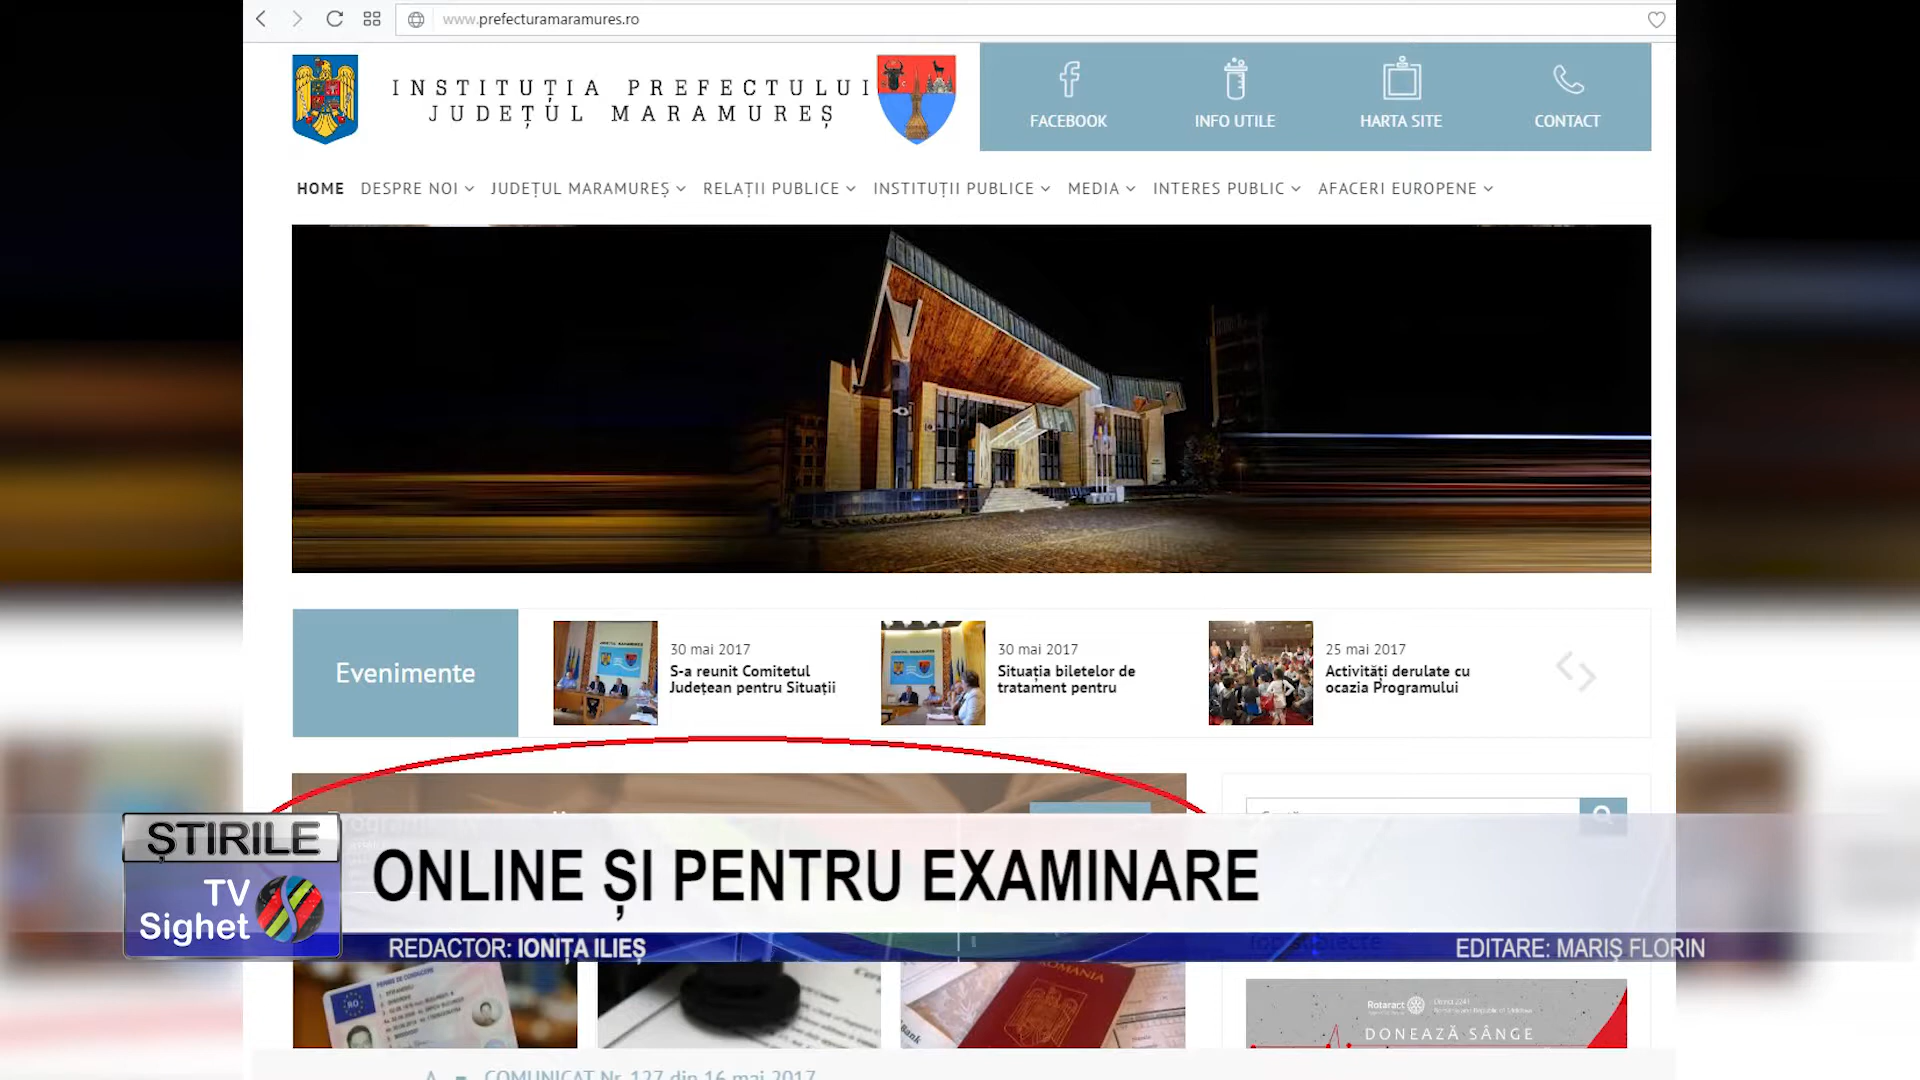 www.prefecturamaramures.ro
INSTITUȚIA PREFECTULUI
JUDEȚUL MARAMUREȘ
FACEBOOK
INFO UTILE
HARTA SITE
CONTACT
HOME DESPRE NOI JUDEȚUL MARAMUREȘ RELAȚII PUBLICE INSTITUȚII PUBLICE MEDIA INTERES PUBLIC AFACERI EUROPENE
Evenimente
30 mai 2017
S-a reunit Comitetul
Județean pentru Situații
30 mai 2017
Situația biletelor de
tratament pentru
25 mai 2017
Activități derulate cu
ocazia Programului
ȘTIRILE
TV
Sighet
ONLINE ȘI PENTRU EXAMINARE
REDACTOR: IONIȚA ILIEȘ
EDITARE: MARIŞ FLORIN
ROMANIA
Rotaract
DONEAZĂ SÂNGE
COMUNICAT Nr. 127 din 16 mai 2017